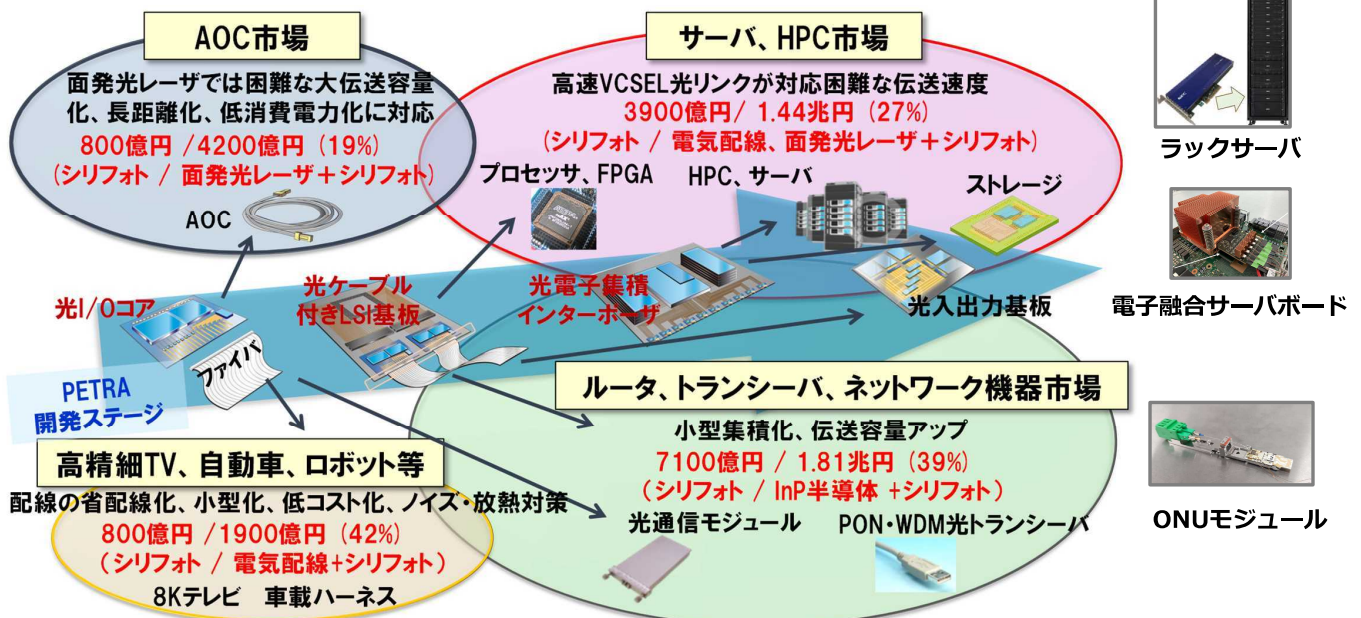 AOC市場
面発光レーザでは困難な大伝送容量
化、長距離化、低消費電力化に対応
800億円 /4200億円 (19%)
(シリフォト / 面発光レーザ+シリフォト)
AOC
サーバ、HPC市場
高速VCSEL光リンクが対応困難な伝送速度
3900億円/ 1.44兆円 (27%)
(シリフォト / 電気配線、面発光レーザ+シリフォト)
プロセッサ、FPGA
HPC、サーバ
ストレージ
光I/Oコア
ファイバ
光ケーブル
付きLSI基板
光電子集積
インターポーザ
光入出力基板
PETRA
開発ステージ
高精細TV、自動車、ロボット等
配線の省配線化、小型化、低コスト化、ノイズ・放熱対策
800億円 /1900億円 (42%)
(シリフォト / 電気配線+シリフォト)
8Kテレビ 車載ハーネス
ルータ、トランシーバ、ネットワーク機器市場
小型集積化、伝送容量アップ
7100億円 / 1.81兆円 (39%)
(シリフォト / InP半導体 +シリフォト)
光通信モジュール
PON・WDM光トランシーバ
ラックサーバ
電子融合サーバボード
ONUモジュール